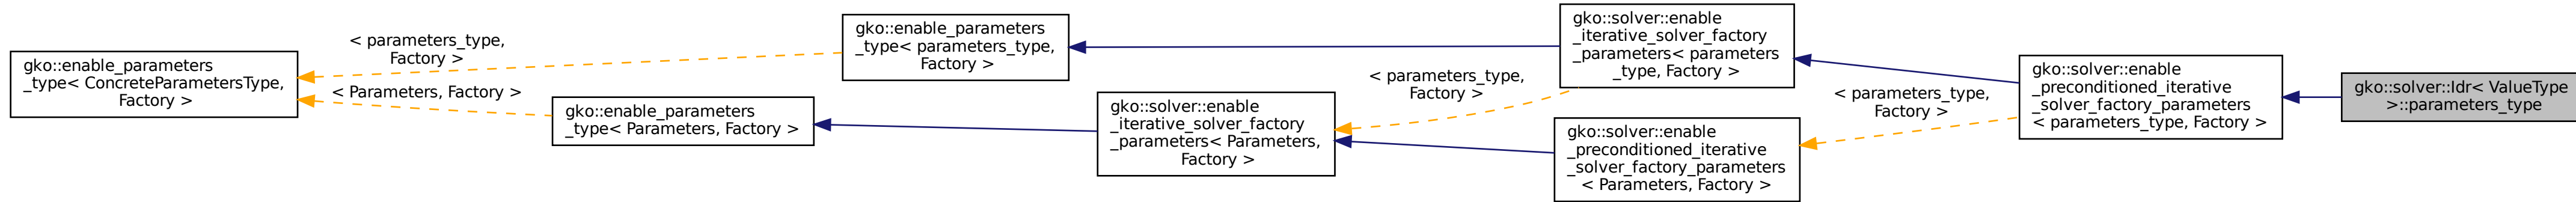 gko::enable_parameters
_type< ConcreteParametersType,
Factory >
< parameters_type,
Factory >
< Parameters, Factory >
gko::enable_parameters
_type< parameters_type,
Factory >
gko::enable_parameters
_type< Parameters, Factory >
gko::solver::enable
_iterative_solver_factory
_parameters< Parameters,
Factory >
< parameters_type,
Factory >
gko::solver::enable
_iterative_solver_factory
_parameters< parameters
_type, Factory >
gko::solver::enable
_preconditioned_iterative
_solver_factory_parameters
< Parameters, Factory >
< parameters_type,
Factory >
gko::solver::enable
_preconditioned_iterative
_solver_factory_parameters
< parameters_type, Factory >
gko::solver::Idr< ValueType
>::parameters_type